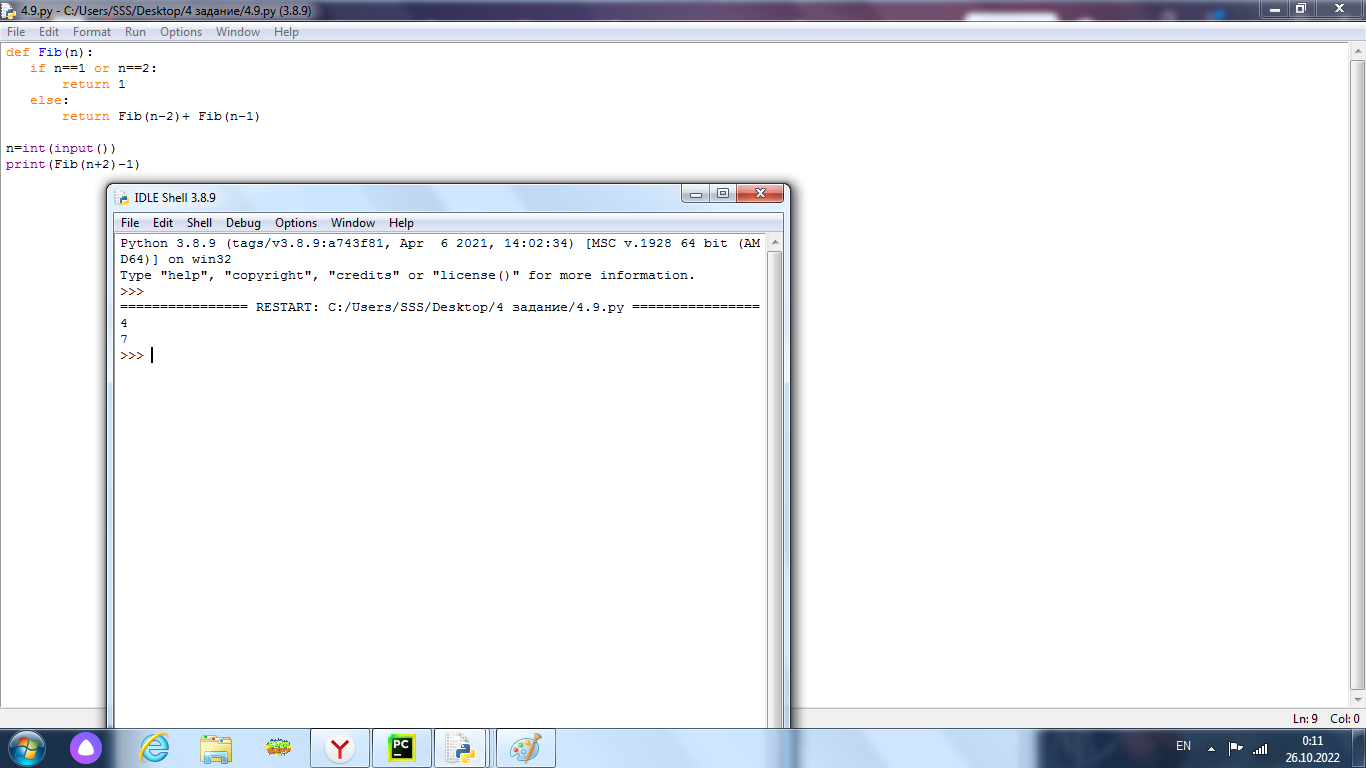 4.9.py - C:/Users/SSS/Desktop/4 задание/4.9.py (3.8.9)
File Edit Format Run Options Window Help
def Fib(n):
if n==1 or n==2:
return 1
else:
return Fib(n-2)+ Fib(n-1)
n=int(input())
print(Fib(n+2)-1)
IDLE Shell 3.8.9
File Edit Shell Debug Options Window Help
Python 3.8.9 (tags/v3.8.9:a743f81, Apr  6 2021, 14:02:34) [MSC v.1928 64 bit (AM
D64)] on win32
Type "help", "copyright", "credits" or "license()" for more information.
>>>
================ RESTART: C:/Users/SSS/Desktop/4 задание/4.9.py ================
4
7
>>>
Ln: 9 Col: 0
PC
EN
0:11
26.10.2022